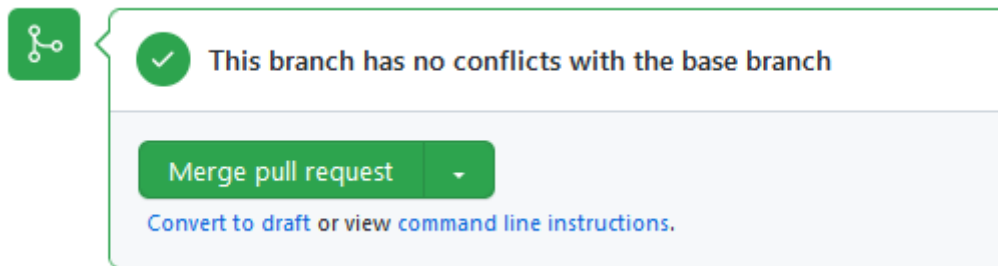 This branch has no conflicts with the base branch
Merge pull request
Convert to draft or view command line instructions.